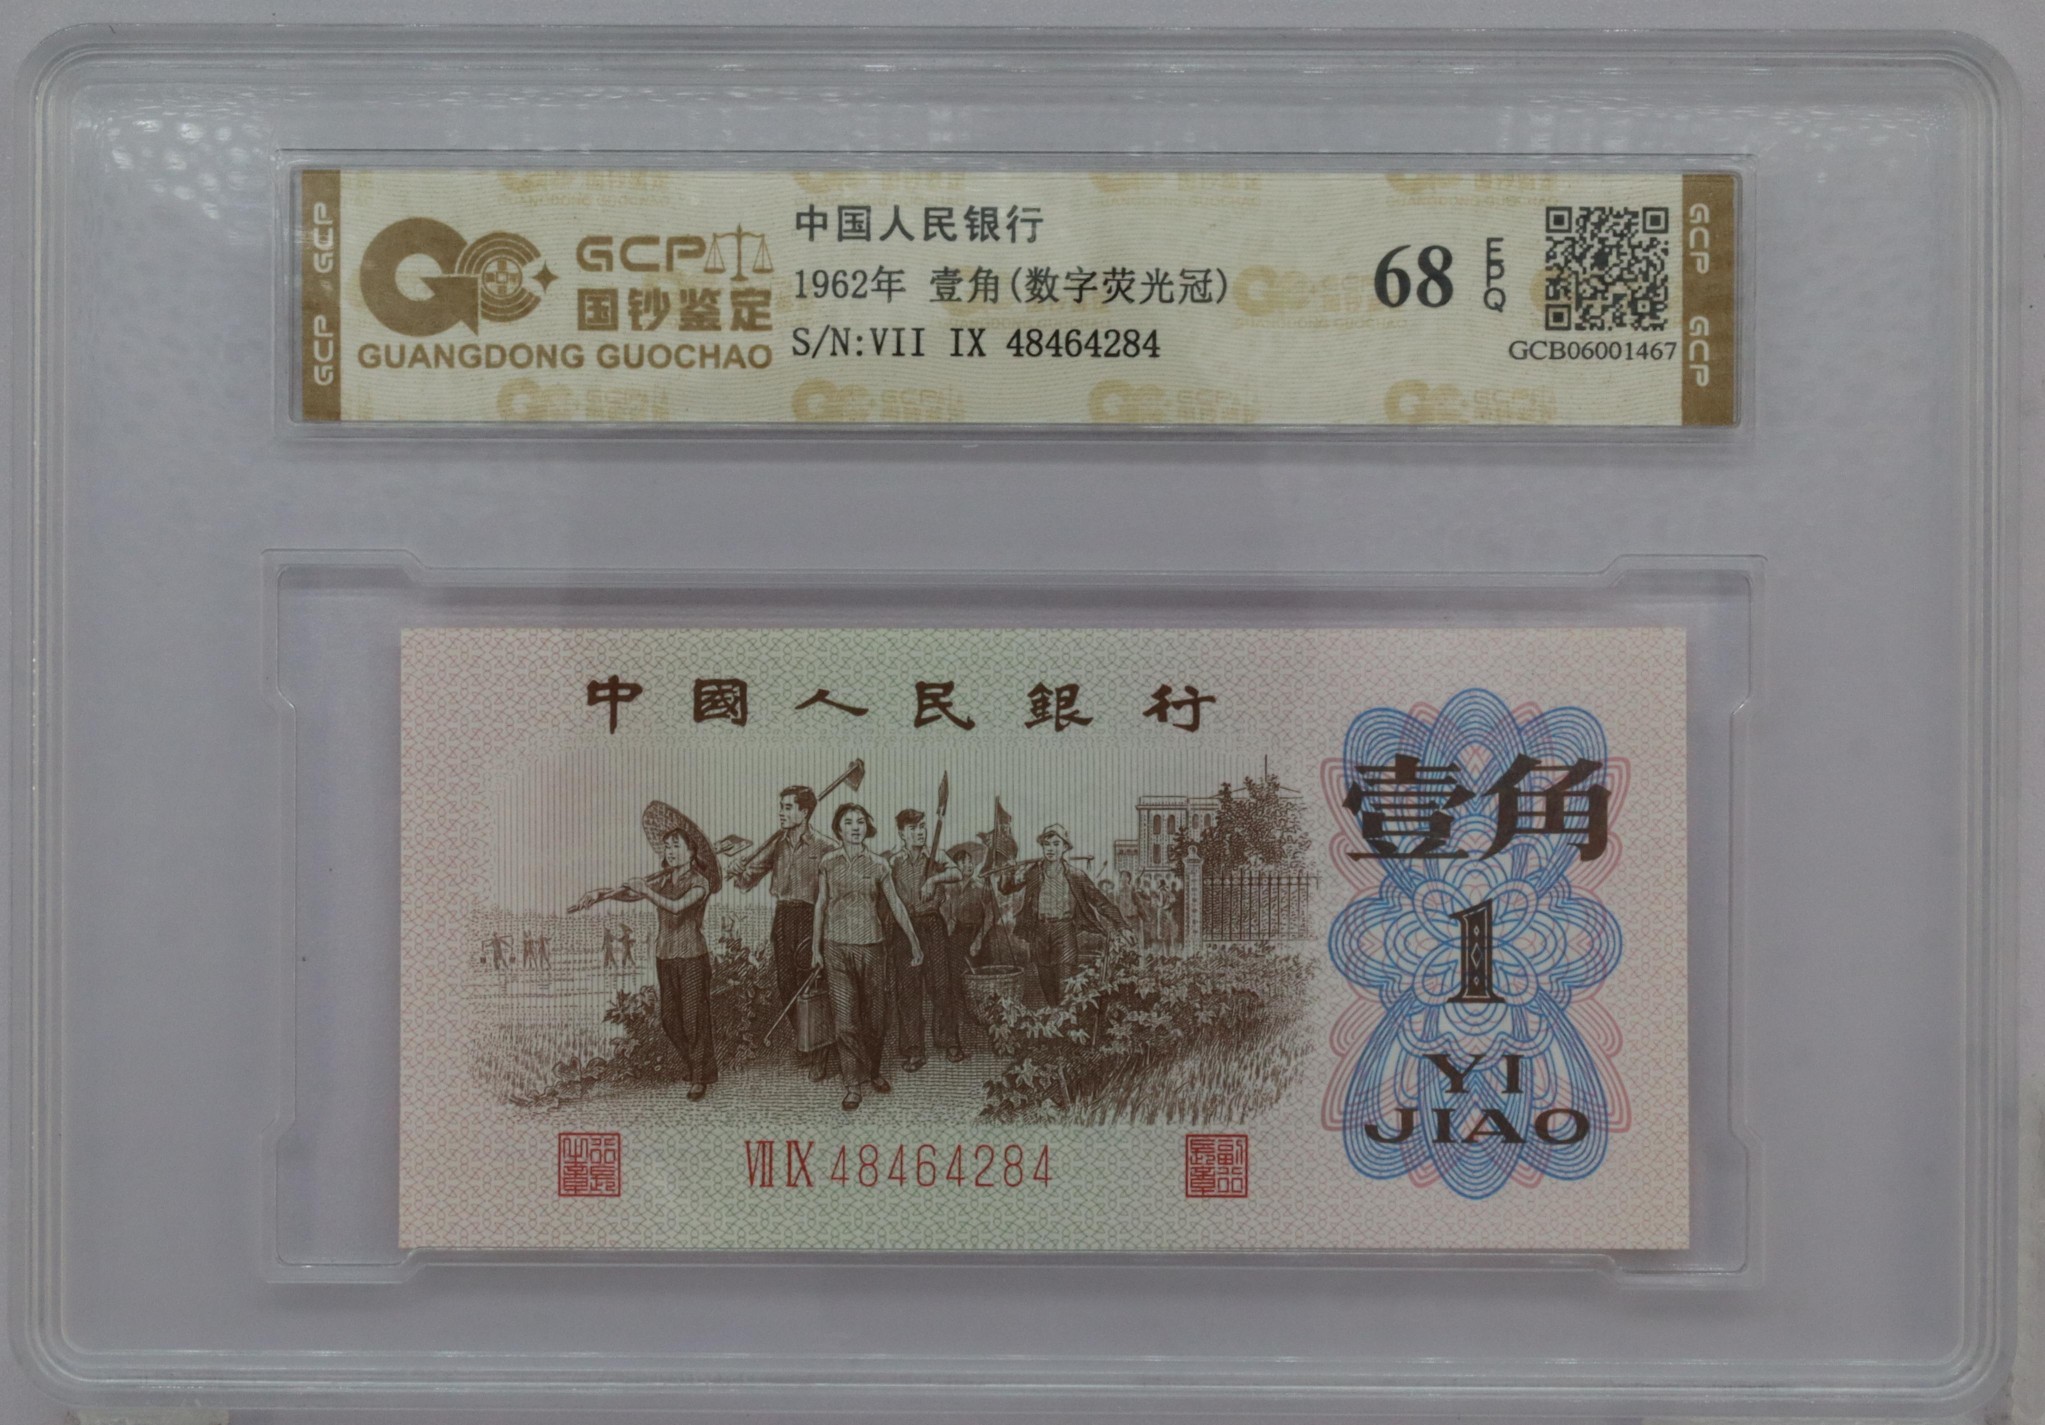 GCP GCP
GCP
国钞鉴定
GUANGDONG GUOCHAO
中国人民银行
1962年 壹角(数字荧光冠)
S/N:VII IX 48464284
68
EPQ
GCB06001467
GCP GCP
中國人民銀行
壹角
1
YI
JIAO
VII IX 48464284